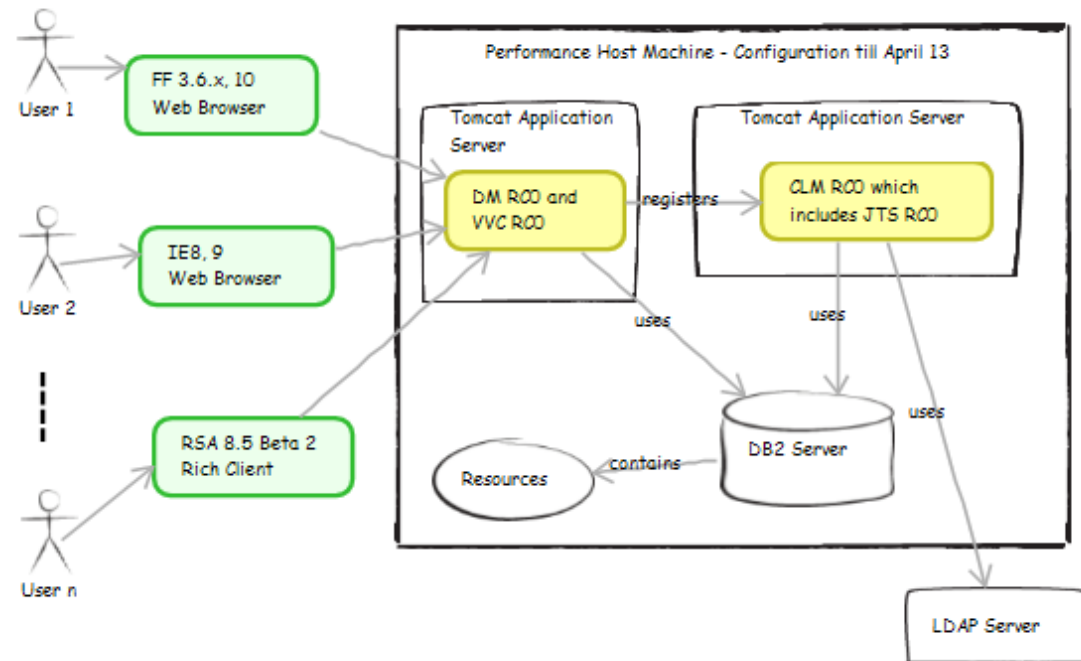 Performance Host Machine - Configuration till April 13
User 1
FF 3.6.x, 10
Web Browser
Tomcat Application
Server
DM RC0 and
VVC RC0
registers
Tomcat Application Server
CLM RC0 which
includes JTS RC0
User 2
IE8, 9
Web Browser
uses
uses
uses
RSA 8.5 Beta 2
Rich Client
User n
Resources
contains
DB2 Server
LDAP Server